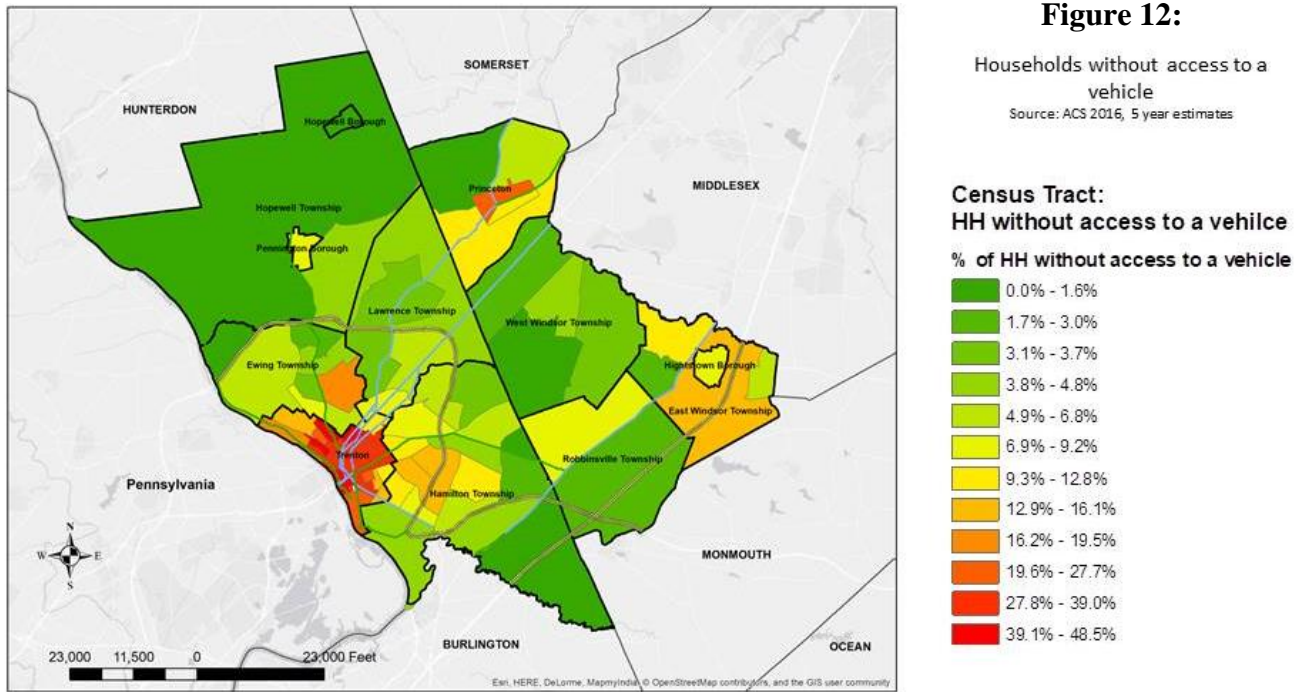 Figure 12:
Households without access to a
vehicle
Source: ACS 2016, 5 year estimates
Census Tract:
HH without access to a vehilce
% of HH without access to a vehicle
0.0% - 1.6%
1.7% - 3.0%
3.1% - 3.7%
3.8% - 4.8%
4.9% - 6.8%
6.9% - 9.2%
9.3% - 12.8%
12.9% - 16.1%
16.2% - 19.5%
19.6% - 27.7%
27.8% - 39.0%
39.1% - 48.5%
SOMERSET
HUNTERDON
Hopewell Borough
MIDDLESEX
Princeton
Hopewell Township
Pennington Borough
Lawrence Township
West Windsor Township
Ewing Township
Hightstown Borough
East Windsor Township
Trenton
Robbinsville Township
Pennsylvania
Hamilton Township
N
W
E
S
MONMOUTH
BURLINGTON
OCEAN
23,000 11,500 0 23,000 Feet
Esri, HERE, DeLorme, MapmyIndia, © OpenStreetMap contributors, and the GIS user community